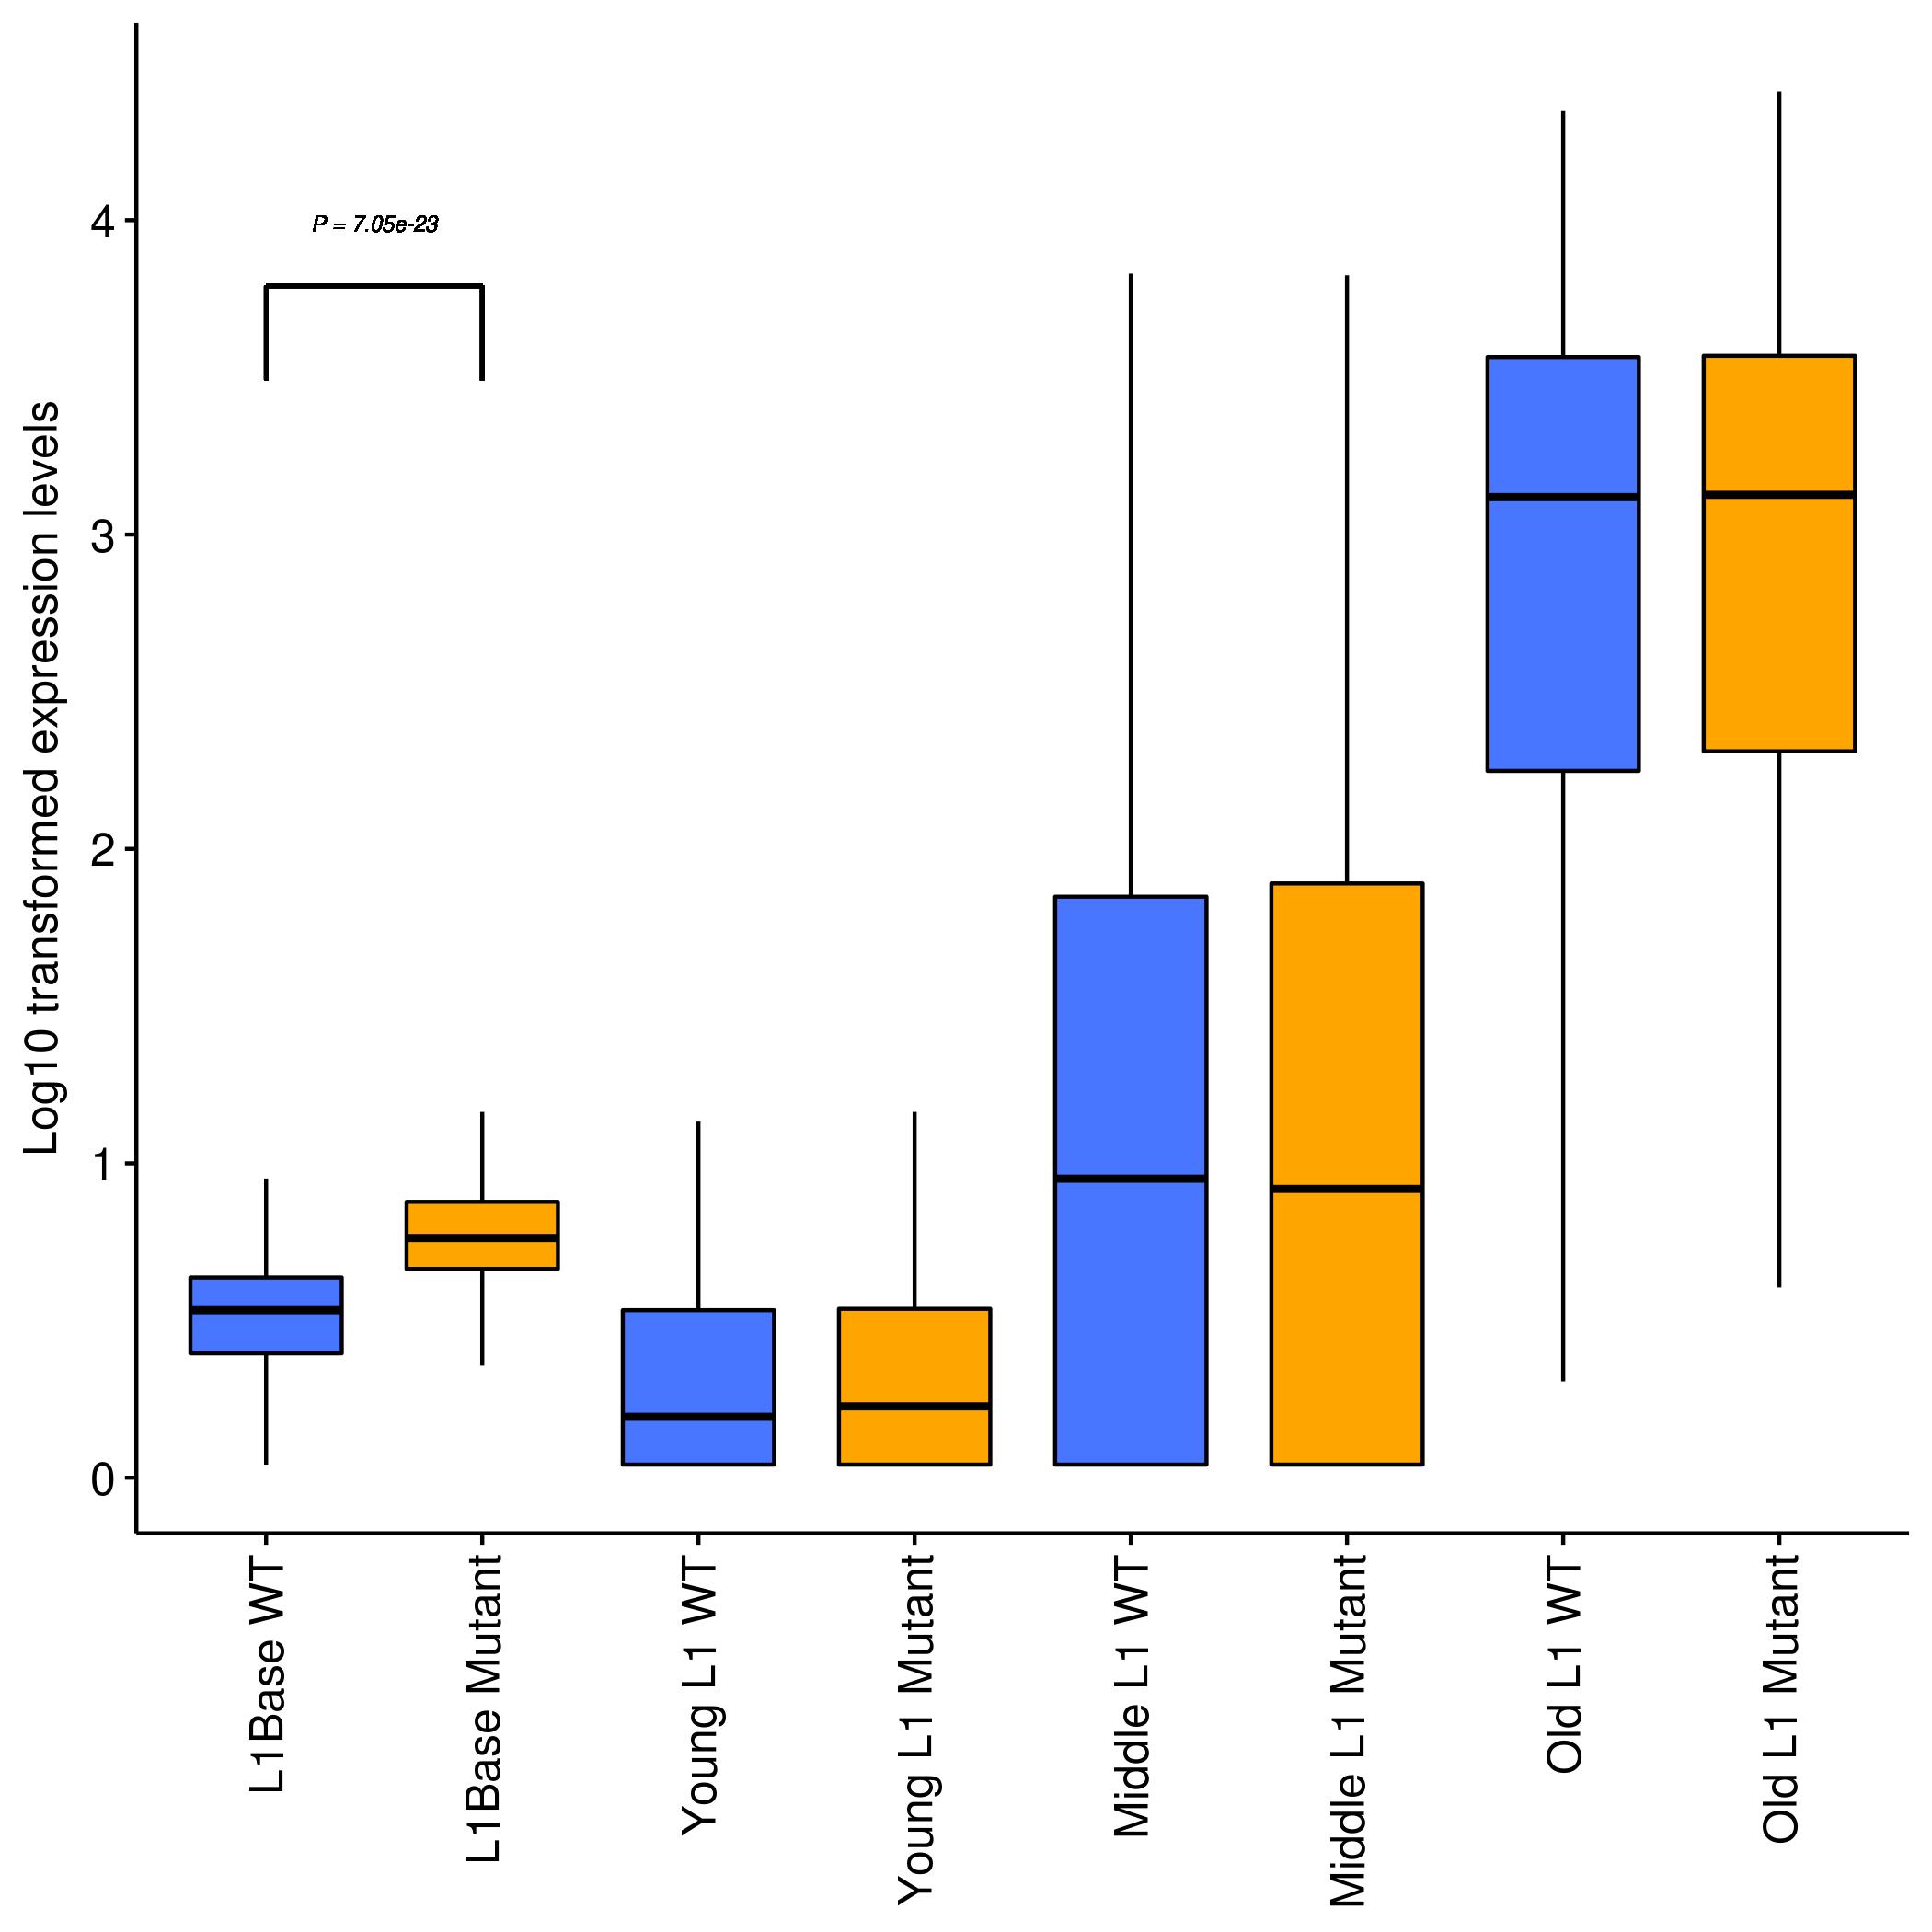 P = 7.05e-23
Log10 transformed expression levels
4
3
2
1
0
L1Base WT
L1Base Mutant
Young L1 WT
Young L1 Mutant
Middle L1 WT
Middle L1 Mutant
Old L1 WT
Old L1 Mutant